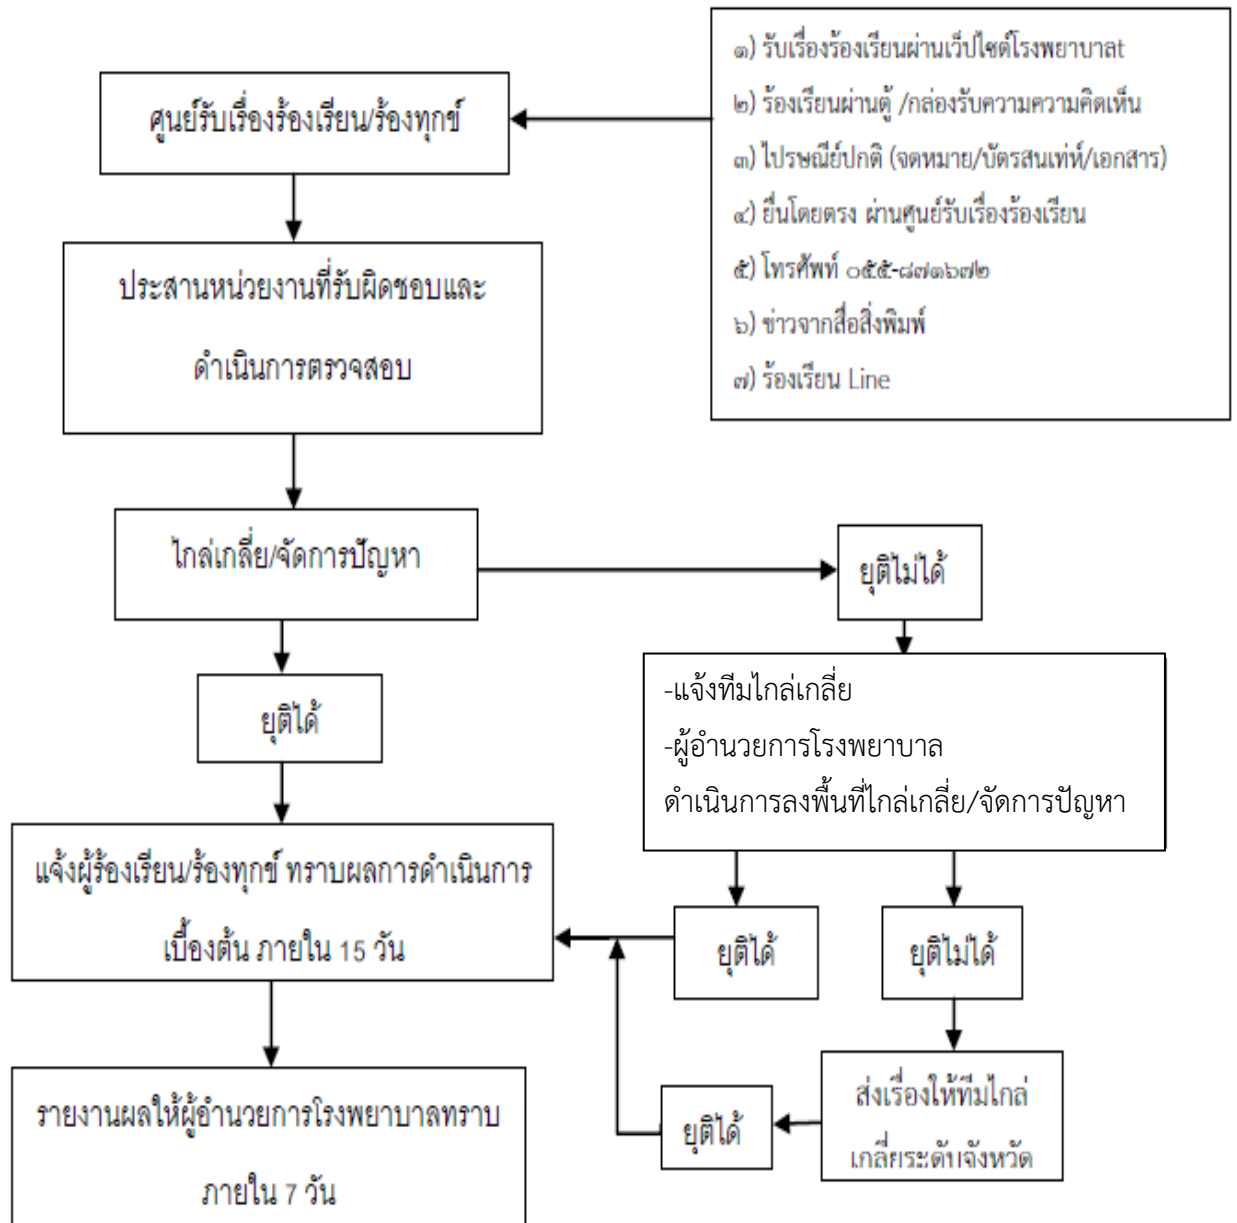 ศูนย์รับเรื่องร้องเรียน/ร้องทุกข์
๑) รับเรื่องร้องเรียนผ่านเว็ปไซต์โรงพยาบาลt
๒) ร้องเรียนผ่านตู้ /กล่องรับความความคิดเห็น
๓) ไปรษณีย์ปกติ (จดหมาย/บัตรสนเท่ห์/เอกสาร)
๔) ยื่นโดยตรง ผ่านศูนย์รับเรื่องร้องเรียน
๕) โทรศัพท์ ๐๕๕-๘๗๑๖๗๒
๖) ข่าวจากสื่อสิ่งพิมพ์
๗) ร้องเรียน Line
ประสานหน่วยงานที่รับผิดชอบและ
ดำเนินการตรวจสอบ
ไกล่เกลี่ย/จัดการปัญหา
ยุติไม่ได้
ยุติได้
-แจ้งทีมไกล่เกลี่ย
-ผู้อำนวยการโรงพยาบาล
ดำเนินการลงพื้นที่ไกล่เกลี่ย/จัดการปัญหา
แจ้งผู้ร้องเรียน/ร้องทุกข์ ทราบผลการดำเนินการ
เบื้องต้น ภายใน 15 วัน
ยุติได้
ยุติไม่ได้
ส่งเรื่องให้ทีมไกล่
เกลี่ยระดับจังหวัด
ยุติได้
รายงานผลให้ผู้อำนวยการโรงพยาบาลทราบ
ภายใน 7 วัน